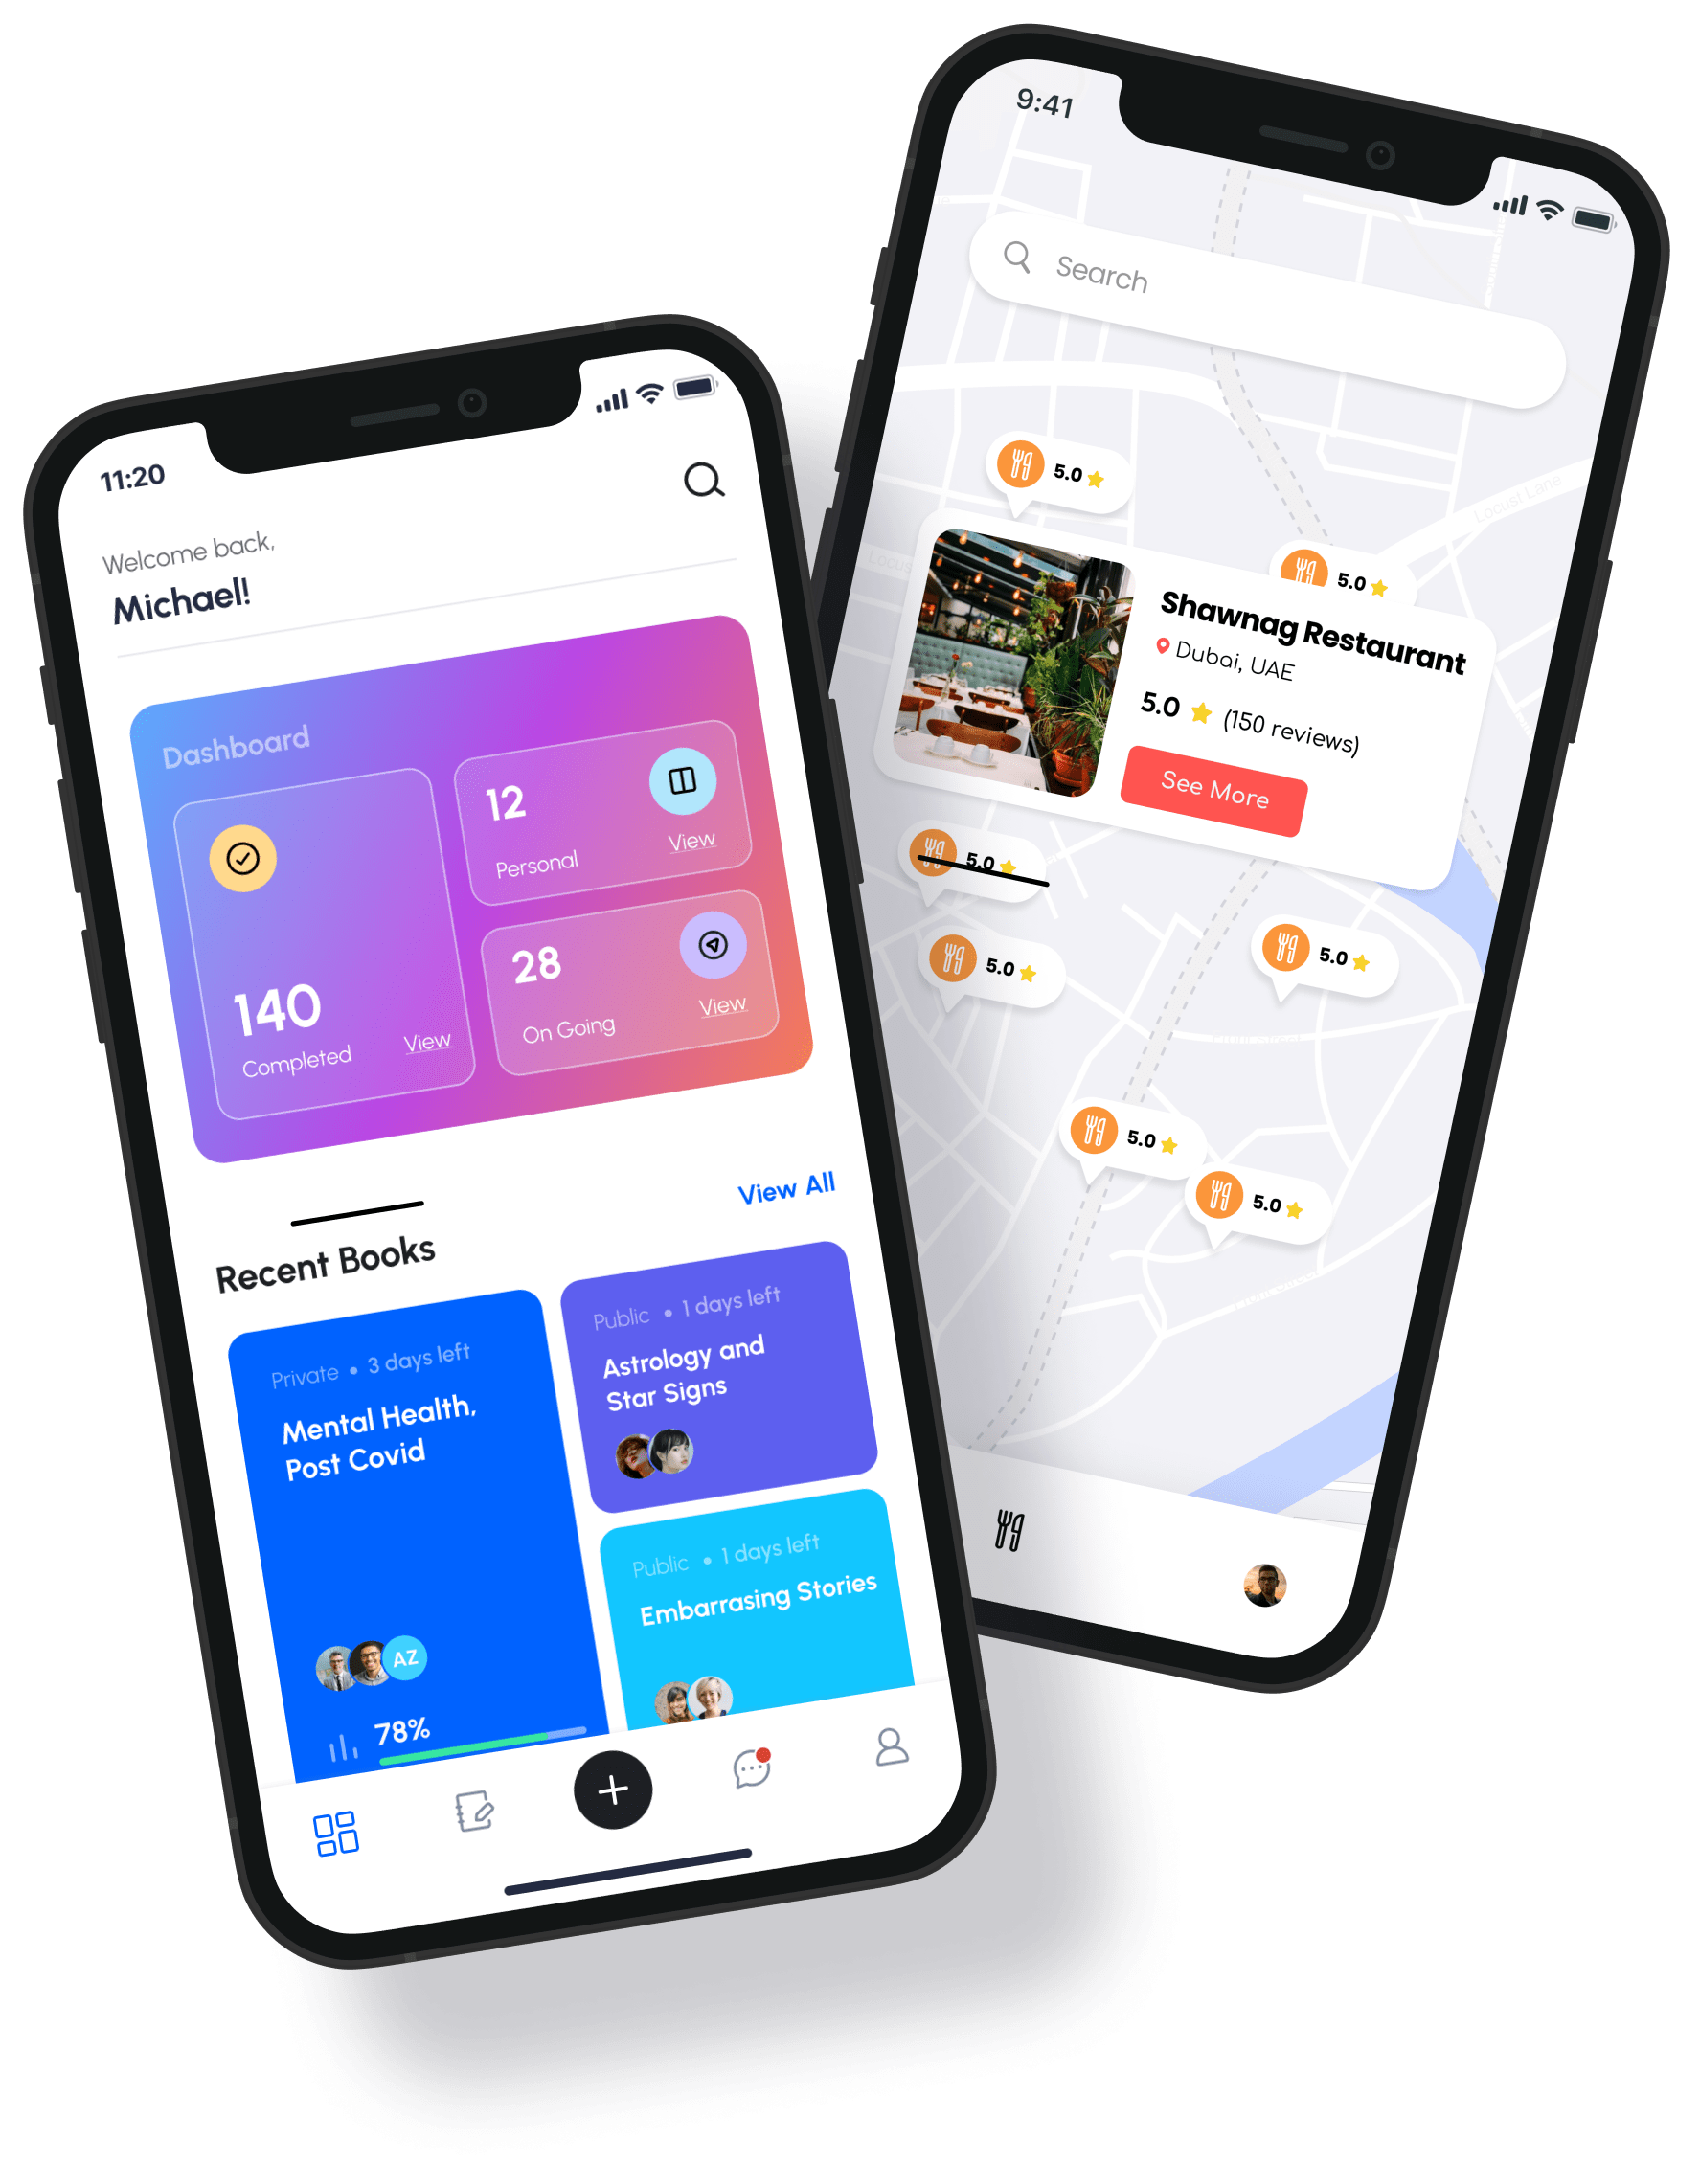 11:20
Welcome back,
Michael!
Dashboard
140
Completed
View
12
Personal
View
28
On Going
View
Recent Books
View All
Private • 3 days left
Mental Health,
Post Covid
AZ
78%
Public • 1 days left
Astrology and
Star Signs
Public • 1 days left
Embarrasing Stories
9:41
Search
5.0
Locust Lane
5.0
Locust
Shawnag Restaurant
Dubai, UAE
5.0 (150 reviews)
See More
5.0
5.0
5.0
5.0
5.0